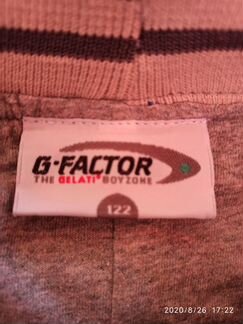 G-FACTOR
THE GELATI® BOYZONE
122
2020/8/26 17:22